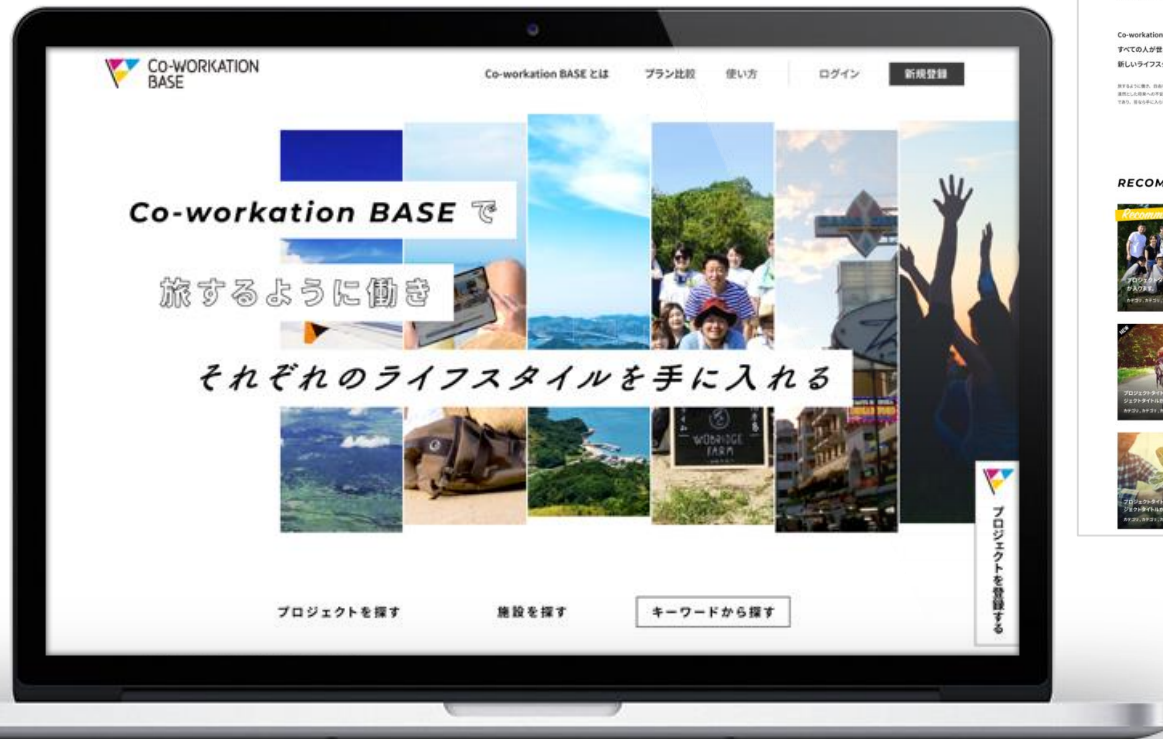 Co-WORKATION
BASE
Co-workation BASE とは
プラン比較
使い方
ログイン
新規登録
Co-workation BASE で
旅するように働き
それぞれのライフスタイルを手に入れる
WOBRIDGE
FARM
プロジェクトを登録する
プロジェクトを探す
施設を探す
キーワードから探す
Co-workation
すべての人が世
新しいライフス
RECOM
Recomm
NEW